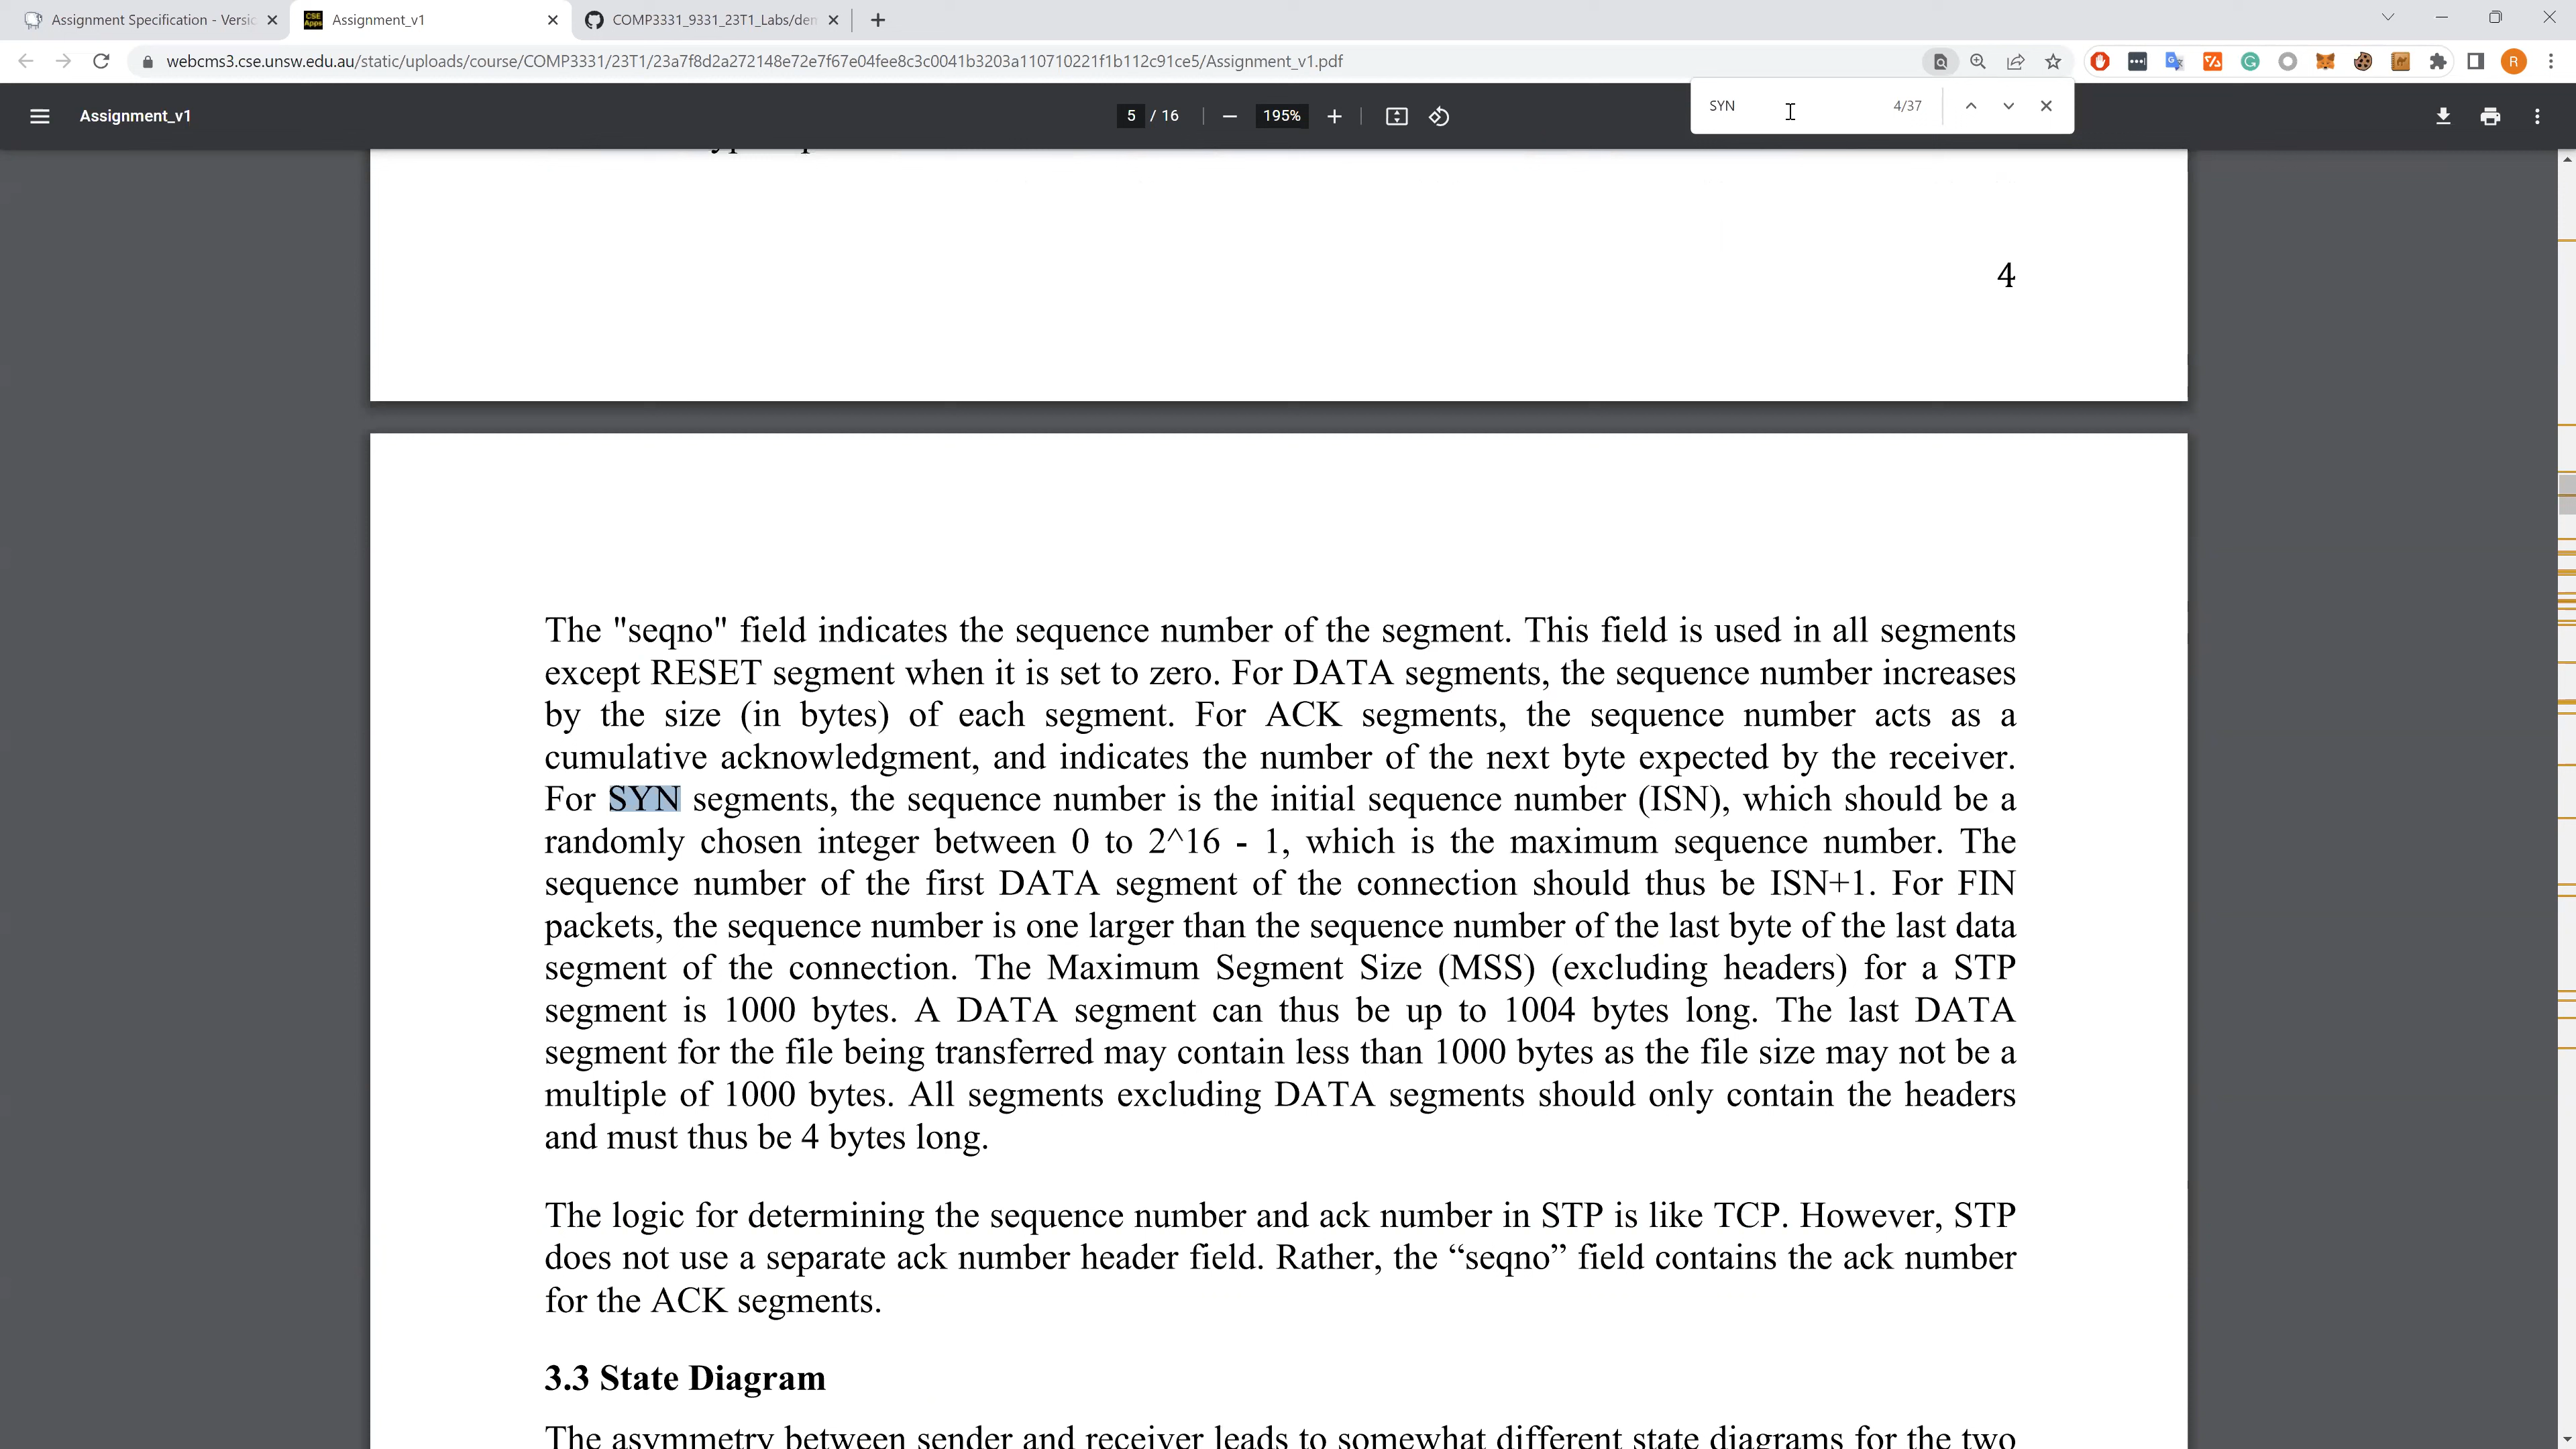 Assignment Specification - Versic
Assignment_v1
COMP3331_9331_23T1_Labs/den
webcms3.cse.unsw.edu.au/static/uploads/course/COMP3331/23T1/23a7f8d2a272148e72e7f67e04fee8c3c0041b3203a110710221f1b112c91ce5/Assignment_v1.pdf
R
Assignment_v1
5 / 16
195%
SYN
4/37
4
The "seqno" field indicates the sequence number of the segment. This field is used in all segments
except RESET segment when it is set to zero. For DATA segments, the sequence number increases
by the size (in bytes) of each segment. For ACK segments, the sequence number acts as a
cumulative acknowledgment, and indicates the number of the next byte expected by the receiver.
For SYN segments, the sequence number is the initial sequence number (ISN), which should be a
randomly chosen integer between 0 to 2^16 - 1, which is the maximum sequence number. The
sequence number of the first DATA segment of the connection should thus be ISN+1. For FIN
packets, the sequence number is one larger than the sequence number of the last byte of the last data
segment of the connection. The Maximum Segment Size (MSS) (excluding headers) for a STP
segment is 1000 bytes. A DATA segment can thus be up to 1004 bytes long. The last DATA
segment for the file being transferred may contain less than 1000 bytes as the file size may not be a
multiple of 1000 bytes. All segments excluding DATA segments should only contain the headers
and must thus be 4 bytes long.
The logic for determining the sequence number and ack number in STP is like TCP. However, STP
does not use a separate ack number header field. Rather, the “seqno” field contains the ack number
for the ACK segments.
3.3 State Diagram
The asymmetry between sender and receiver leads to somewhat different state diagrams for the two